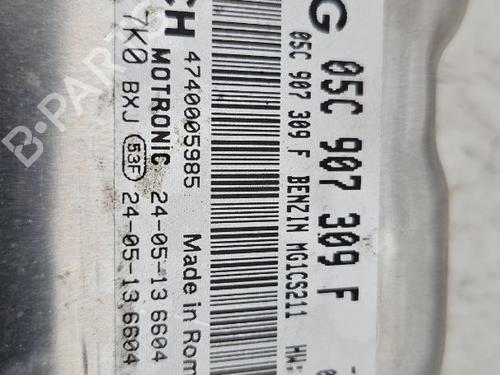 G 05C 907 309 F
05C 907 309 F BENZIN MG1CS211 HW:
4740005985 Made in Rom
CH MOTRONIC 24-05-13 6604
7K0 BXJ 53F 24-05-13 6604
B-PARTS